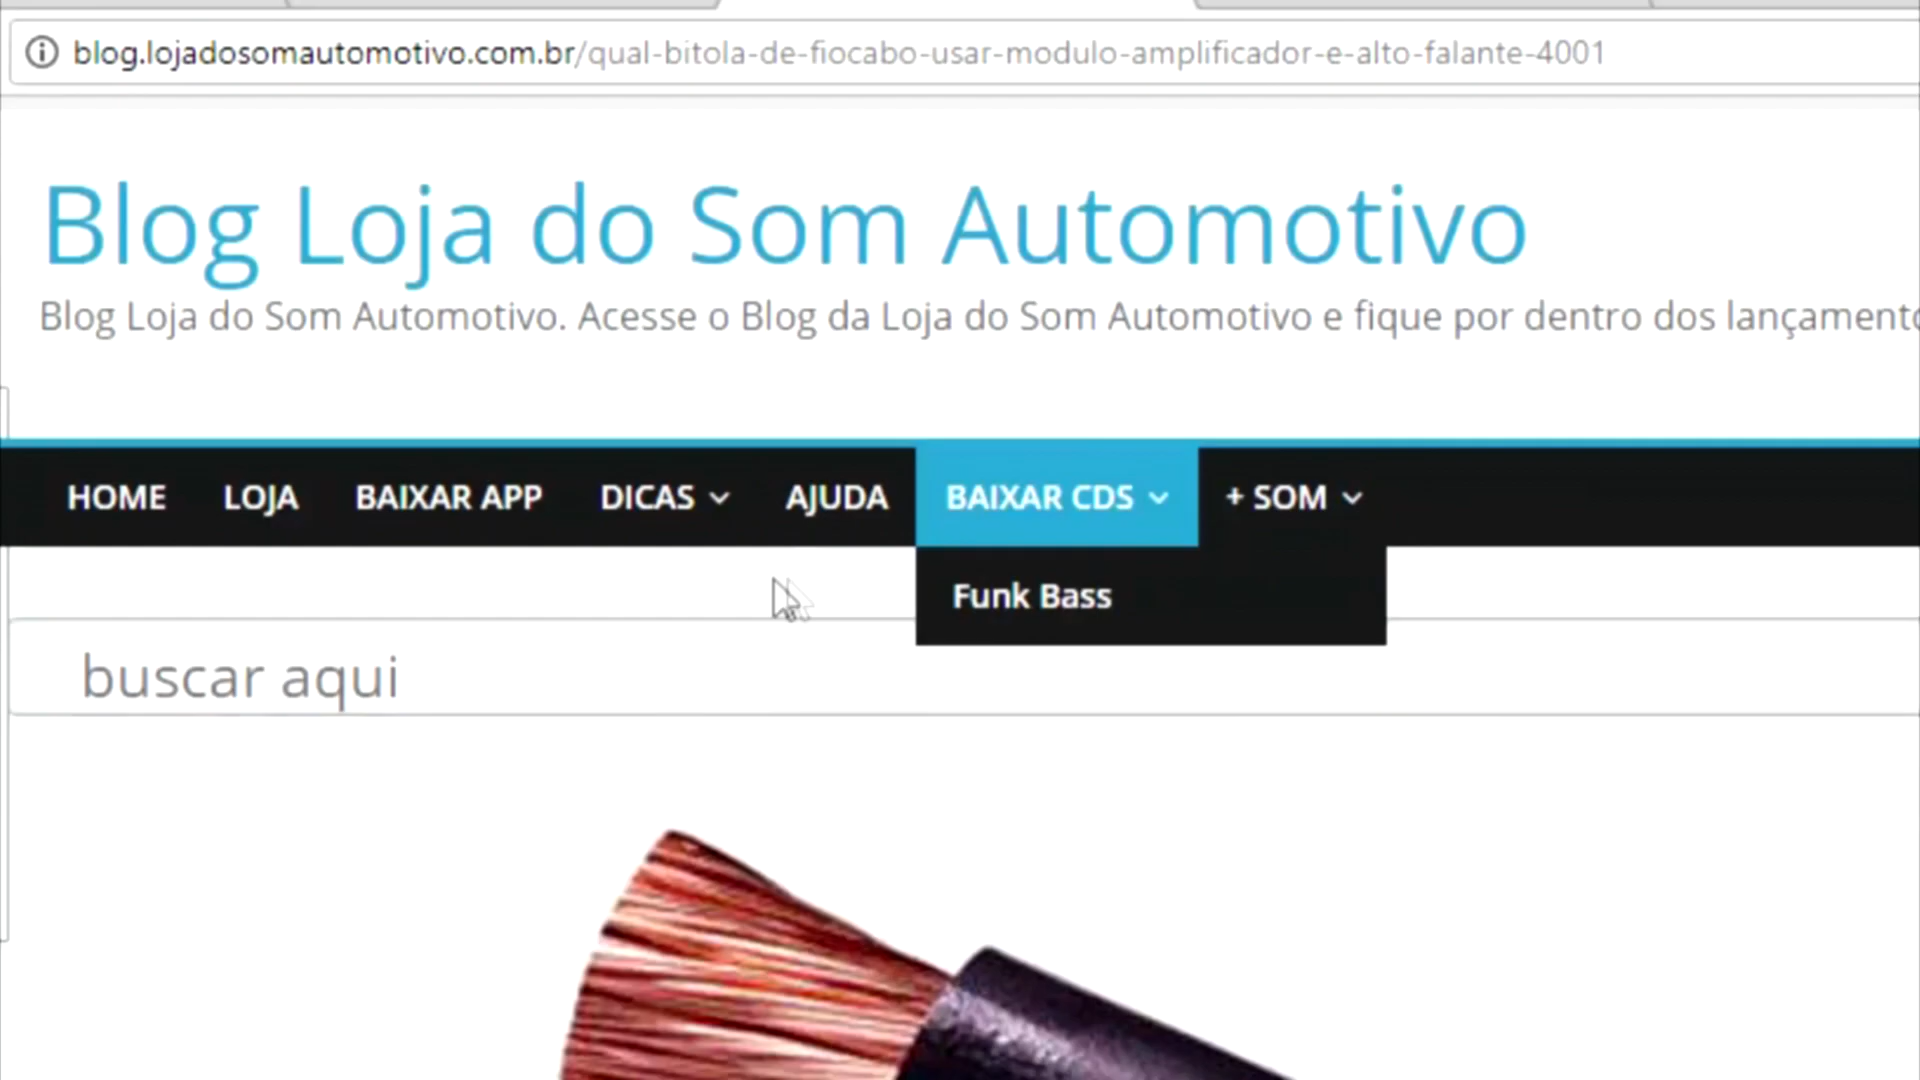 blog.lojadosomautomotivo.com.br/qual-bitola-de-fiocabo-usar-modulo-amplificador-e-alto-falante-4001
Blog Loja do Som Automotivo
Blog Loja do Som Automotivo. Acesse o Blog da Loja do Som Automotivo e fique por dentro dos lançamento
HOME LOJA BAIXAR APP DICAS AJUDA BAIXAR CDS + SOM
Funk Bass
buscar aqui